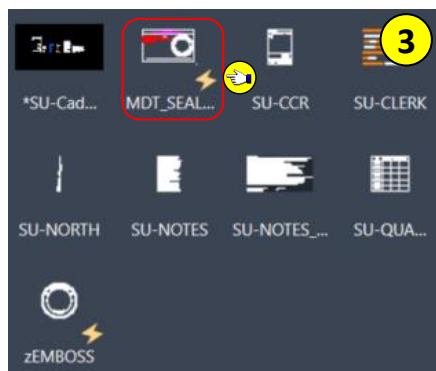 3
*SU-Cad... MDT_SEAL... SU-CCR SU-CLERK
SU-NORTH SU-NOTES SU-NOTES_... SU-QUA...
zEMBOSS